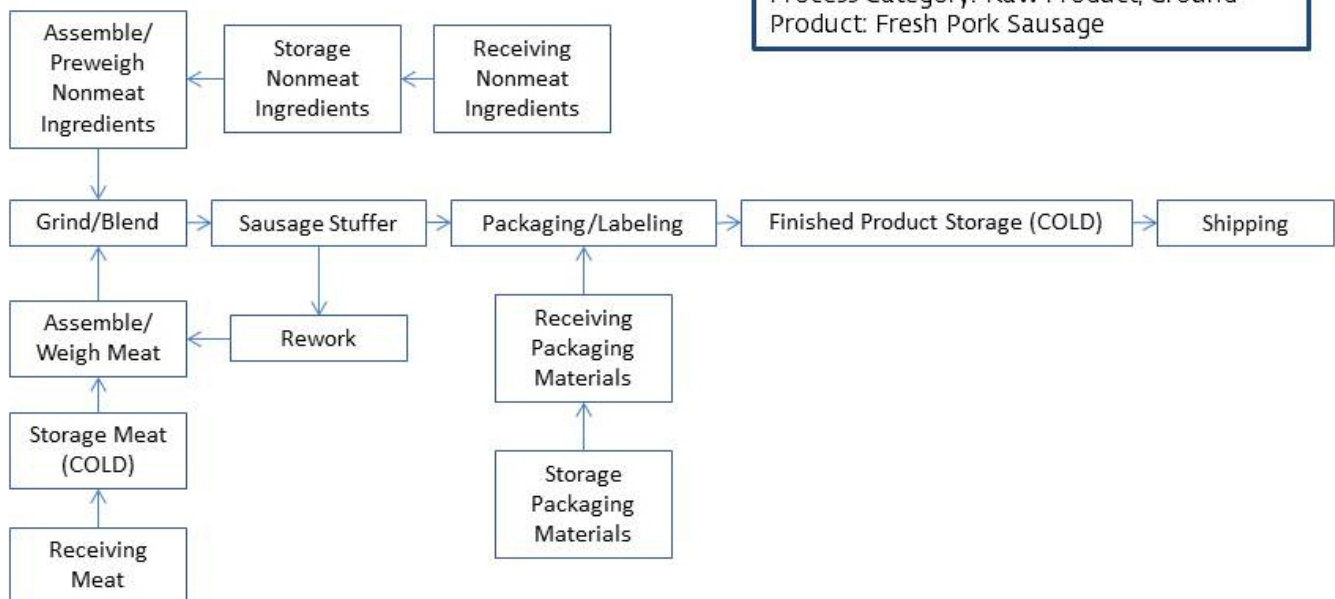 Process Category: Raw Product, Ground
Product: Fresh Pork Sausage
Assemble/
Preweigh
Nonmeat
Ingredients
Storage
Nonmeat
Ingredients
Receiving
Nonmeat
Ingredients
Grind/Blend
Sausage Stuffer
Packaging/Labeling
Finished Product Storage (COLD)
Shipping
Assemble/
Weigh Meat
Rework
Receiving
Packaging
Materials
Storage Meat
(COLD)
Storage
Packaging
Materials
Receiving
Meat